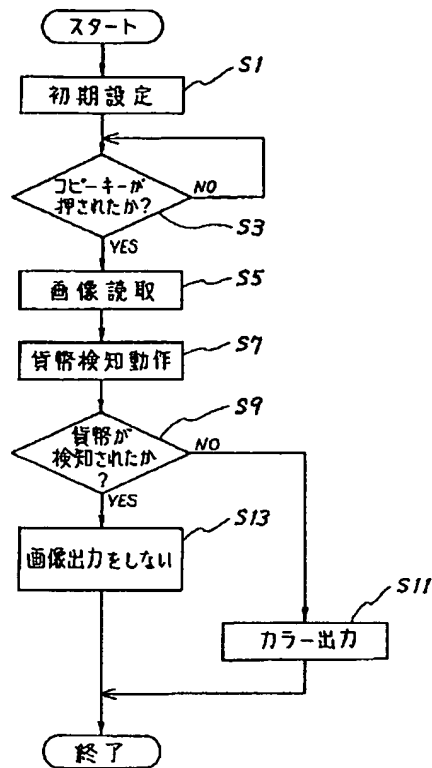 スタート
S1
初期設定
コピーキーが
押されたか?
NO
S3
YES
S5
画像読取
S7
貨幣検知動作
S9
貨幣が
検知されたか
?
NO
YES
S13
画像出力をしない
S11
カラー出力
終了